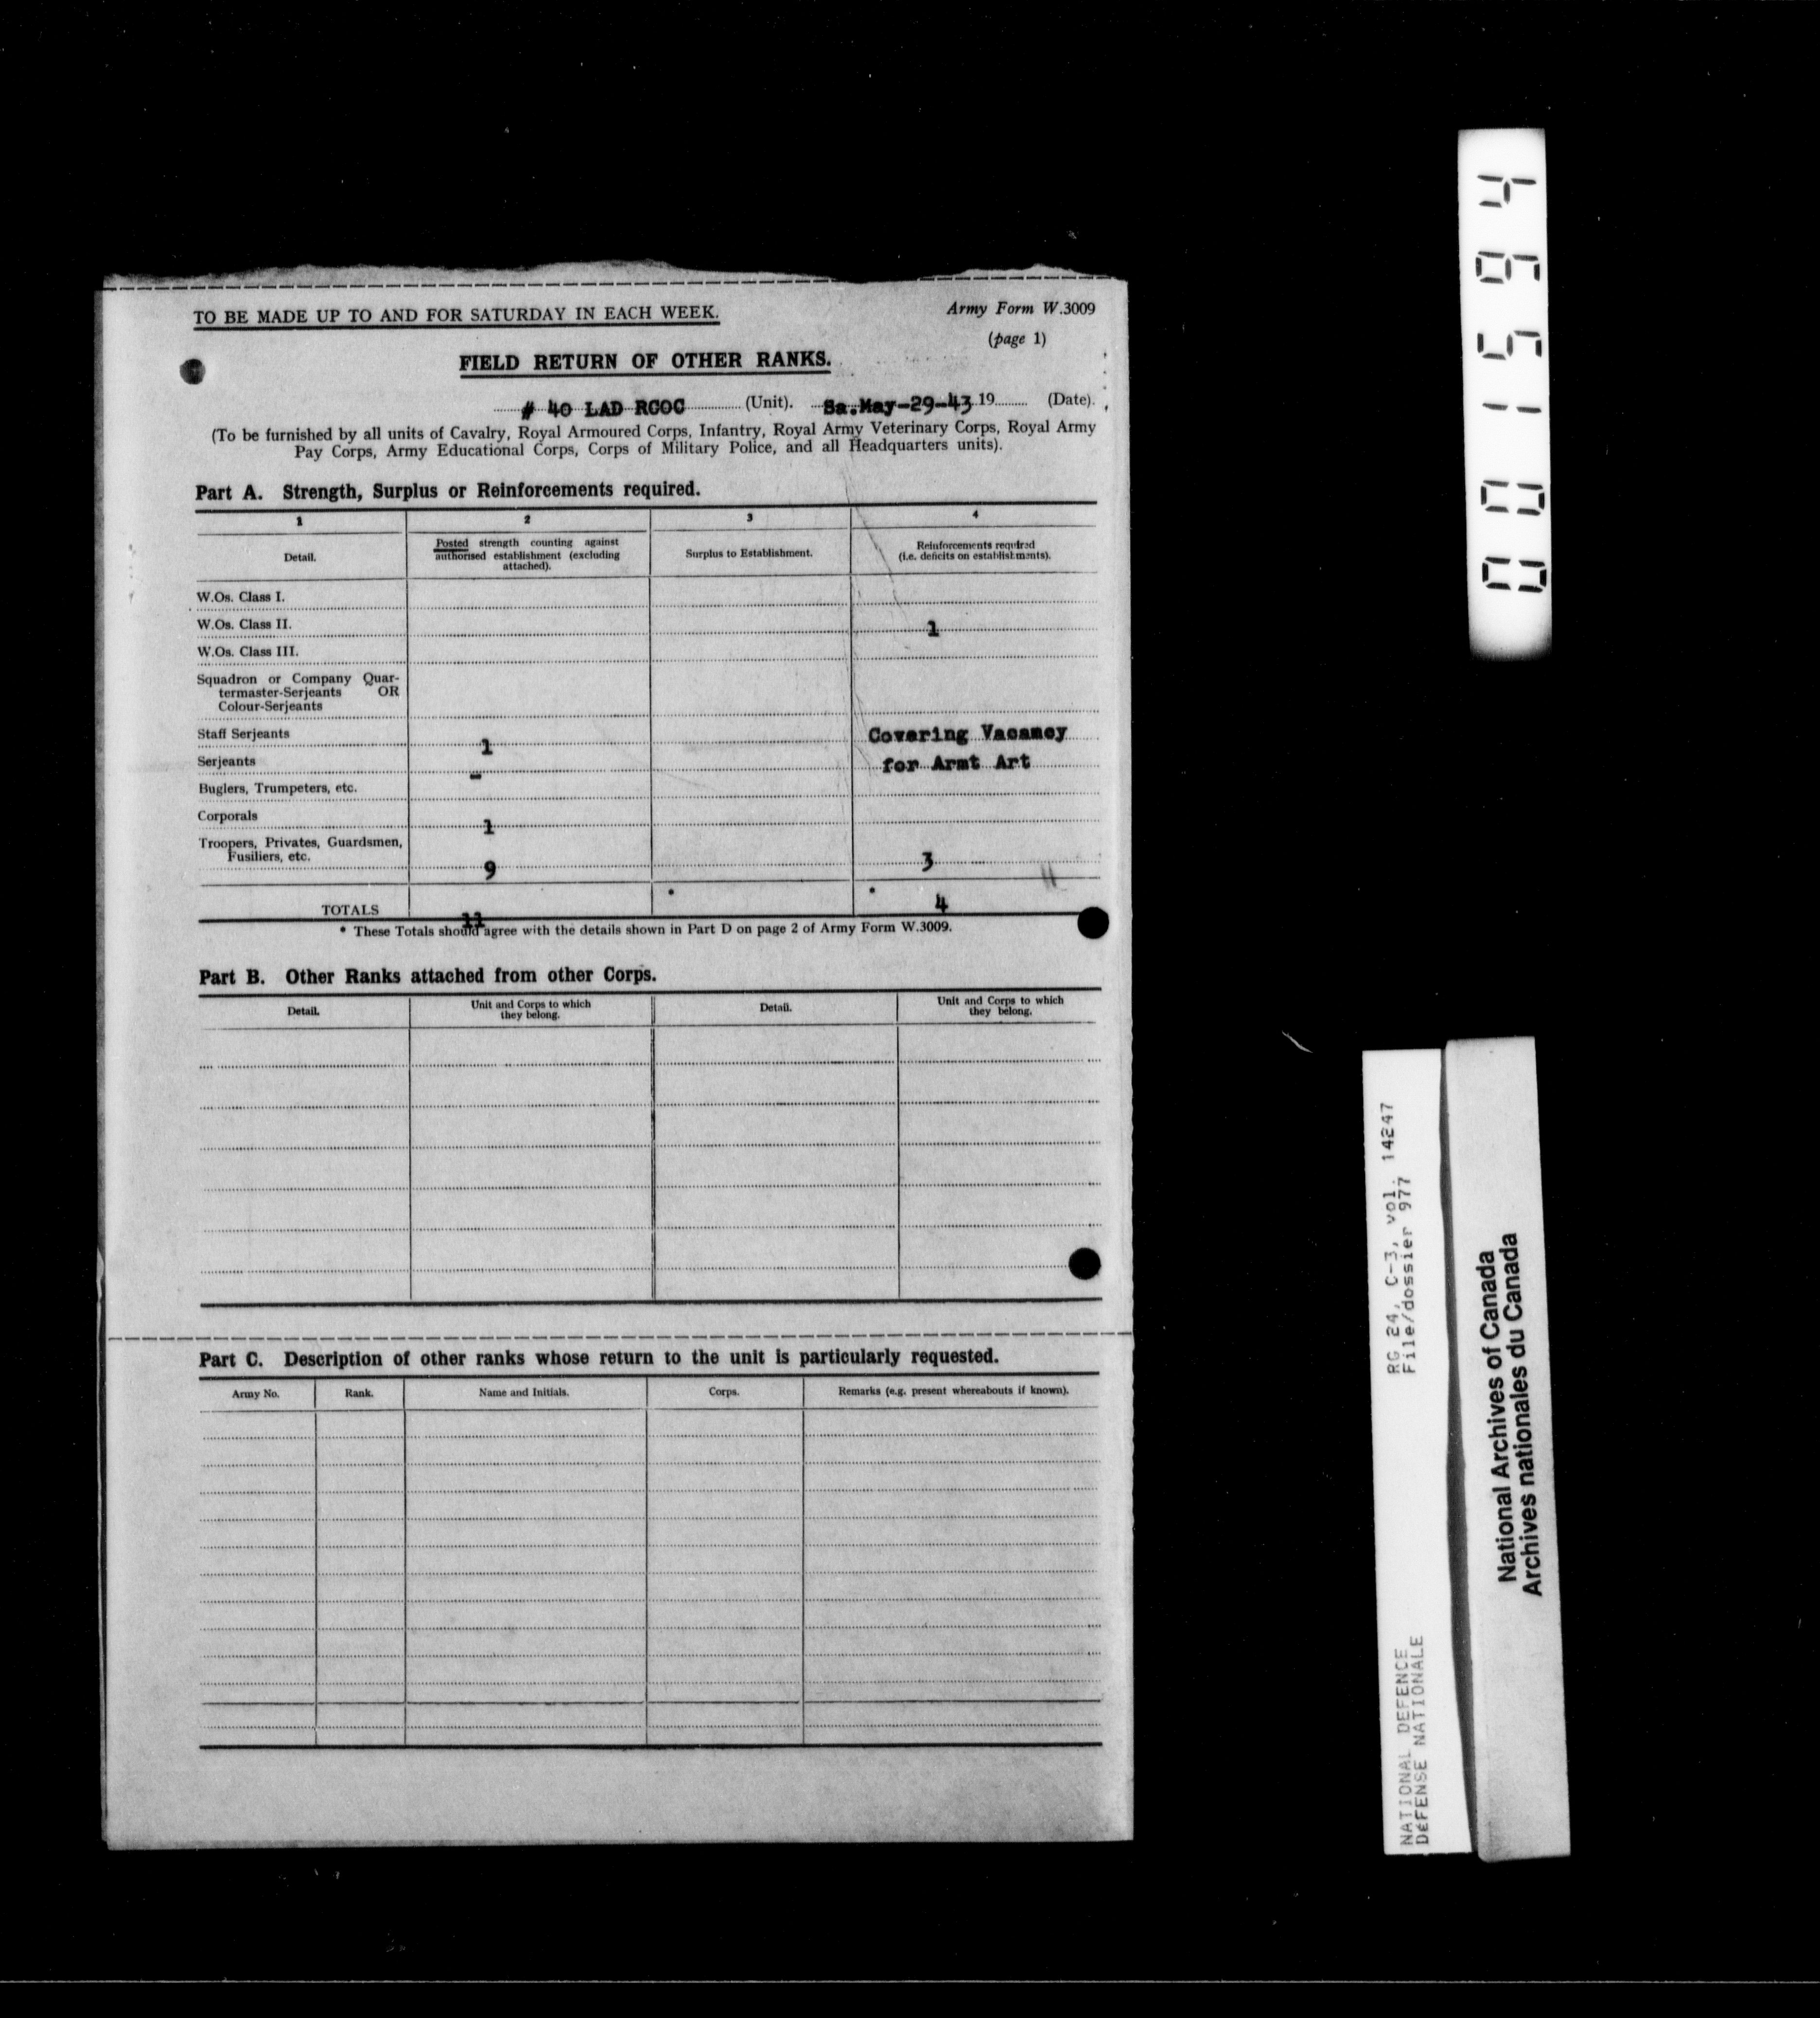 TO BE MADE UP TO AND FOR SATURDAY IN EACH WEEK.
Army Form W.3009
(page 1)
FIELD RETURN OF OTHER RANKS.
# 40 LAD RCOC (Unit). Sa.May-29-43 19 (Date).
(To be furnished by all units of Cavalry, Royal Armoured Corps, Infantry, Royal Army Veterinary Corps, Royal Army
Pay Corps, Army Educational Corps, Corps of Military Police, and all Headquarters units).
Part A. Strength, Surplus or Reinforcements required.
1 2 3 4
Detail.
Posted strength counting against
authorised establishment (excluding
attached).
Surplus to Establishment.
Reinforcements required
(i.e. deficits on establishments).
W.Os. Class I.
W.Os. Class II. 1
W.Os. Class III.
Squadron or Company Quar-
termaster-Serjeants OR
Colour-Serjeants
Staff Serjeants 1 Covering Vacancy
Serjeants - for Armt Art
Buglers, Trumpeters, etc.
Corporals 1
Troopers, Privates, Guardsmen,
Fusiliers, etc. 9 3
TOTALS 11 * * 4
* These Totals should agree with the details shown in Part D on page 2 of Army Form W.3009.
Part B. Other Ranks attached from other Corps.
Detail.
Unit and Corps to which
they belong.
Detail.
Unit and Corps to which
they belong.
Part C. Description of other ranks whose return to the unit is particularly requested.
Army No. Rank. Name and Initials. Corps. Remarks (e.g. present whereabouts if known).
001594
NATIONAL DEFENCE RG 24, C-3, vol. 14247
DÉFENSE NATIONALE File/dossier 977
National Archives of Canada
Archives nationales du Canada